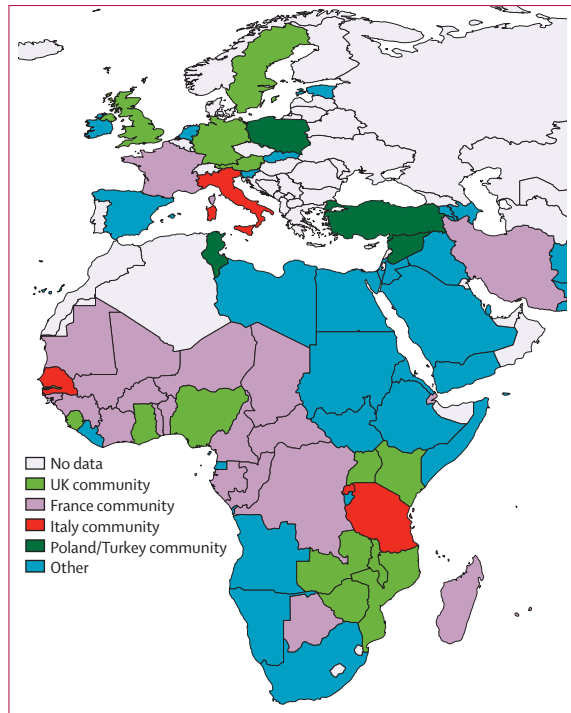 No data
UK community
France community
Italy community
Poland/Turkey community
Other